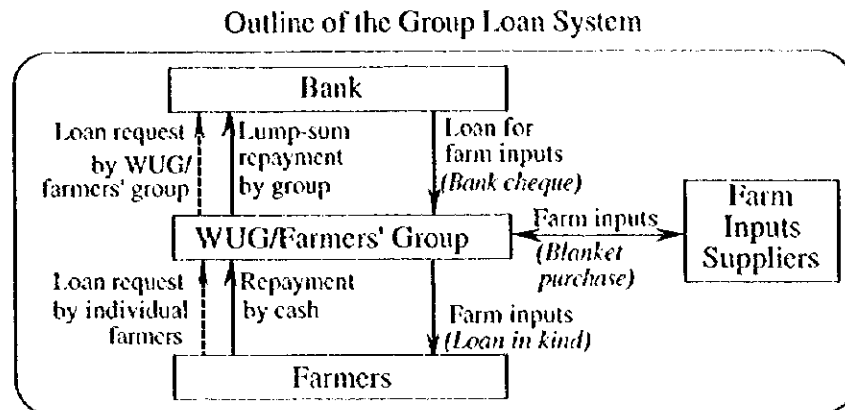 Outline of the Group Loan System
Bank
Loan request
by WUG/
farmers' group
Lump-sum
repayment
by group
Loan for
farm inputs
(Bank cheque)
WUG/Farmers' Group
Farm inputs
(Blanket
purchase)
Farm
Inputs
Suppliers
Loan request
by individual
farmers
Repayment
by cash
Farm inputs
(Loan in kind)
Farmers